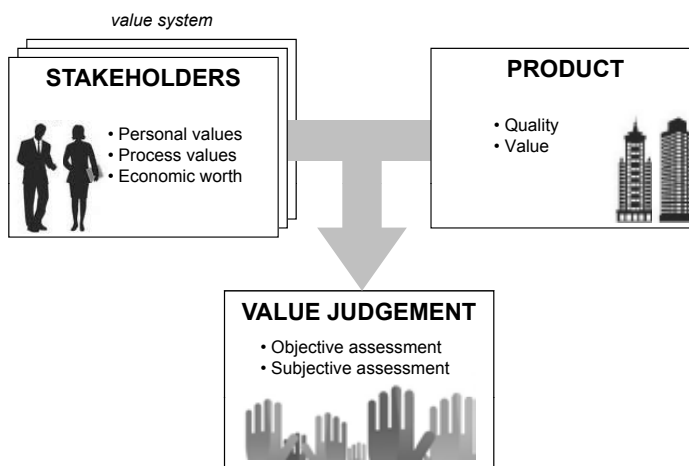 value system
STAKEHOLDERS
• Personal values
• Process values
• Economic worth
PRODUCT
• Quality
• Value
VALUE JUDGEMENT
• Objective assessment
• Subjective assessment